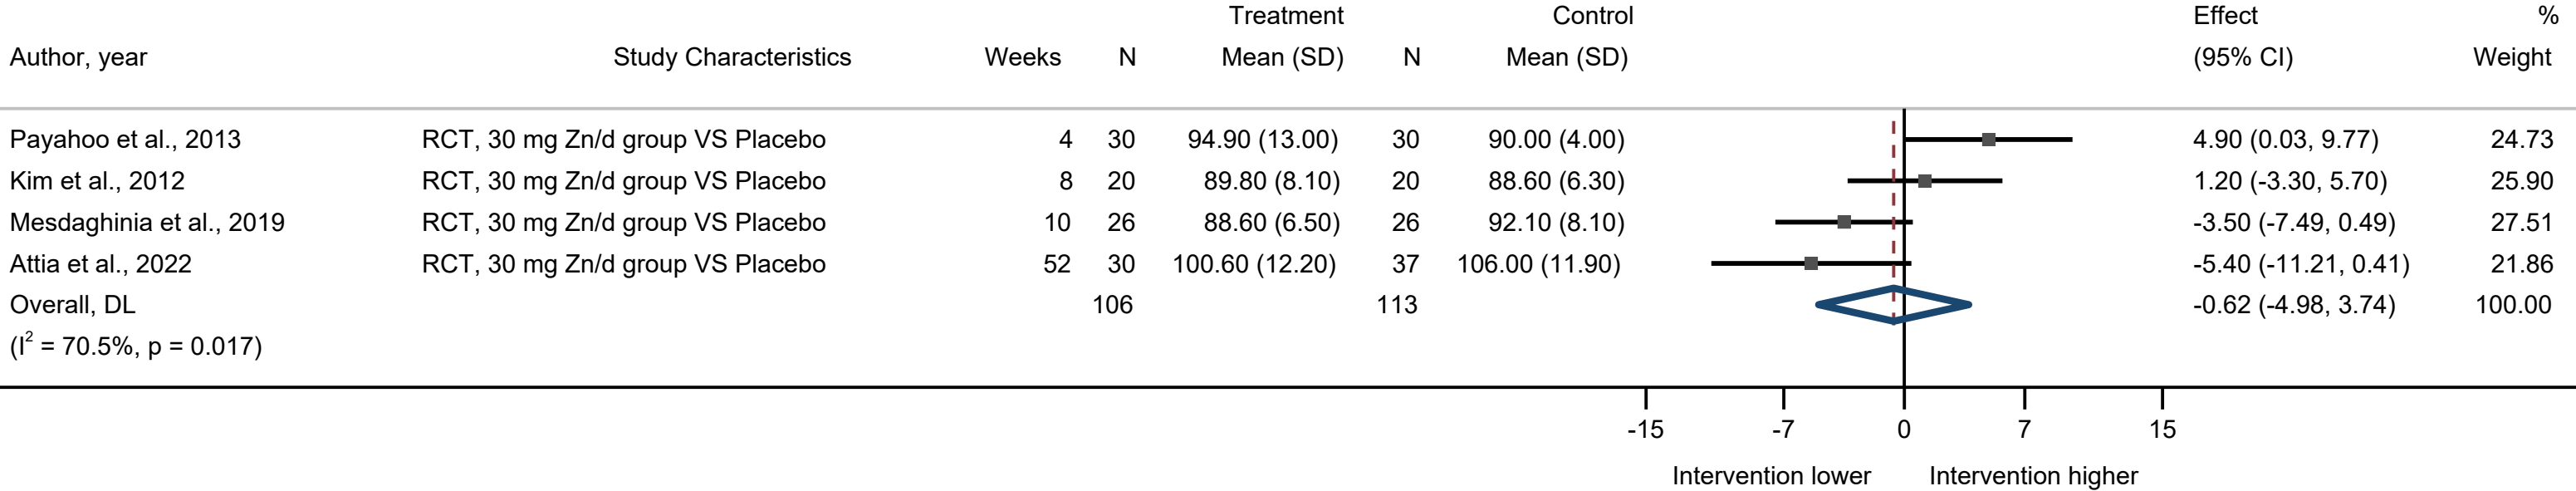 Treatment Control Effect %
Author, year Study Characteristics Weeks N Mean (SD) N Mean (SD) (95% CI) Weight
Payahoo et al., 2013 RCT, 30 mg Zn/d group VS Placebo 4 30 94.90 (13.00) 30 90.00 (4.00) 4.90 (0.03, 9.77) 24.73
Kim et al., 2012 RCT, 30 mg Zn/d group VS Placebo 8 20 89.80 (8.10) 20 88.60 (6.30) 1.20 (-3.30, 5.70) 25.90
Mesdaghinia et al., 2019 RCT, 30 mg Zn/d group VS Placebo 10 26 88.60 (6.50) 26 92.10 (8.10) -3.50 (-7.49, 0.49) 27.51
Attia et al., 2022 RCT, 30 mg Zn/d group VS Placebo 52 30 100.60 (12.20) 37 106.00 (11.90) -5.40 (-11.21, 0.41) 21.86
Overall, DL 106 113 -0.62 (-4.98, 3.74) 100.00
(I² = 70.5%, p = 0.017)
-15 -7 0 7 15
Intervention lower Intervention higher